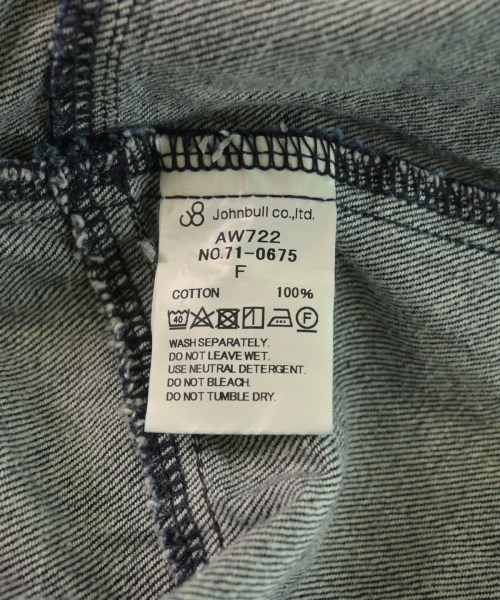 Johnbull co.,ltd.
AW722
NO.71-0675
F
COTTON 100%
40 F
WASH SEPARATELY.
DO NOT LEAVE WET.
USE NEUTRAL DETERGENT.
DO NOT BLEACH.
DO NOT TUMBLE DRY.